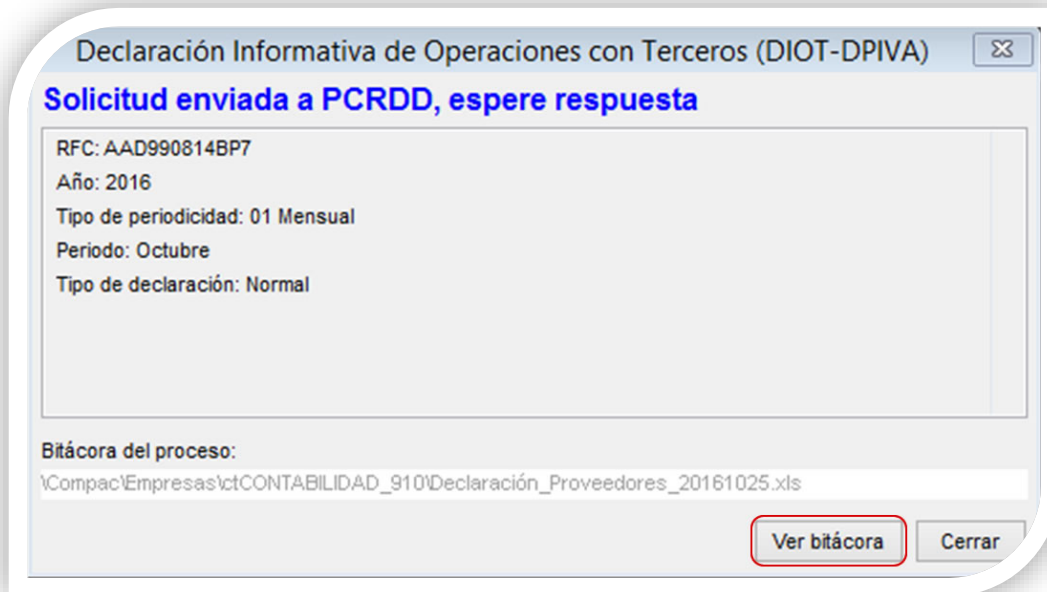 Declaración Informativa de Operaciones con Terceros (DIOT-DPIVA)
Solicitud enviada a PCRDD, espere respuesta
RFC: AAD990814BP7
Año: 2016
Tipo de periodicidad: 01 Mensual
Periodo: Octubre
Tipo de declaración: Normal
Bitácora del proceso:
\Compac\Empresas\ctCONTABILIDAD_910\Declaración_Proveedores_20161025.xls
Ver bitácora Cerrar